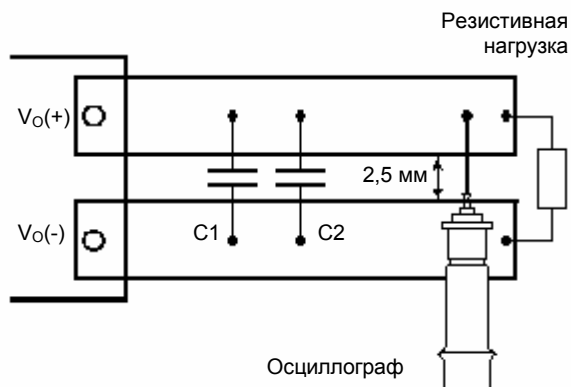 Резистивная
нагрузка
Vo(+)
2,5 мм
Vo(-)
C1
C2
Осциллограф